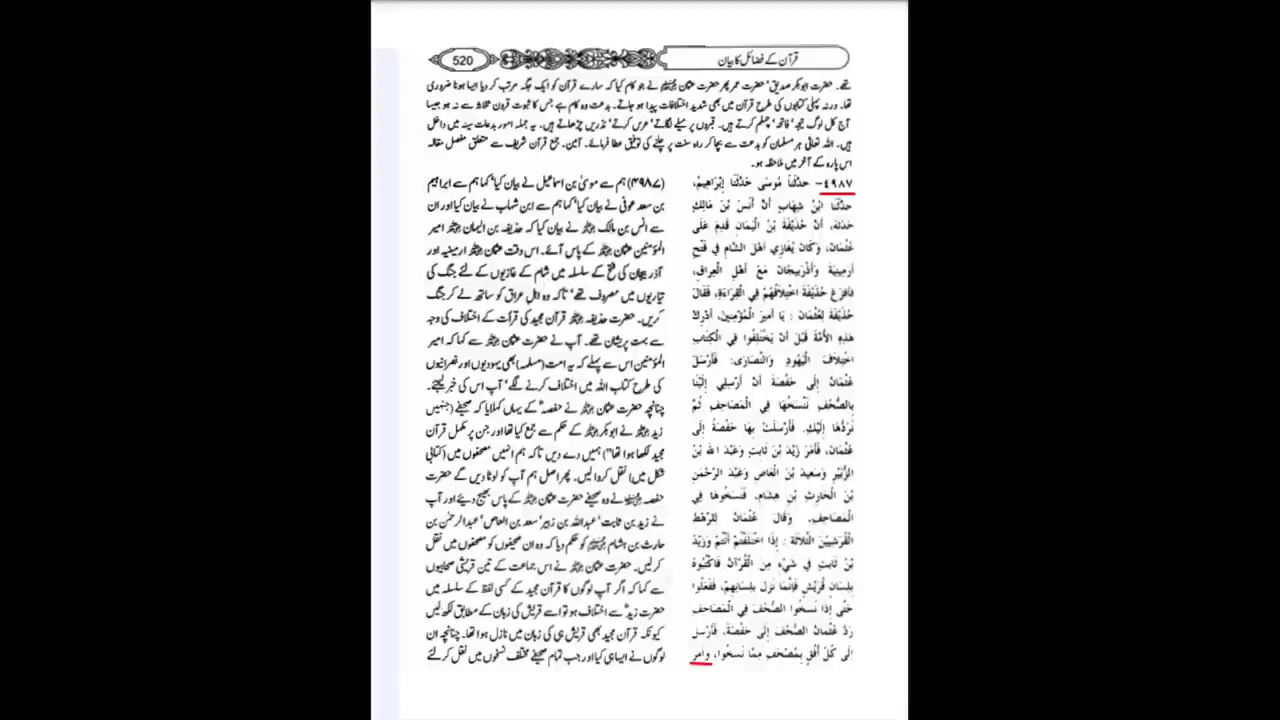 قرآن کے فضائل کا بیان
520
تھے۔ حضرت ابوبکر صدیق' حضرت عمر پھر حضرت عثمان رضی اللہ عنہم نے جو کام کیا کہ سارے قرآن کو ایک جگہ مرتب کر دیا ایسا ہونا ضروری
تھا۔ ورنہ پہلی کتابوں کی طرح قرآن میں بھی شدید اختلافات پیدا ہو جاتے۔ بدعت وہ کام ہے جس کا ثبوت قرون ثلاثہ سے نہ ہو جیسا
آج کل لوگ تیجہ' فاتحہ' چہلم کرتے ہیں۔ قبروں پر میلے لگاتے' عرس کرتے' نذریں چڑھاتے ہیں۔ یہ جملہ امور بدعات سیئہ میں داخل
ہیں۔ اللہ تعالیٰ ہر مسلمان کو بدعت سے بچا کر راہ سنت پر چلنے کی توفیق عطا فرمائے۔ آمین۔ جمع قرآن شریف سے متعلق مفصل مقالہ
اس پارہ کے آخر میں ملاحظہ ہو۔
٤٩٨٧- حدثنا مُوسَى حَدَّثَنَا إِبْرَاهِيمُ،
حدَّثَنَا ابْنُ شِهَابٍ أَنَّ أَنَسَ بْنَ مَالِكٍ
حَدَّثَهُ، أَنَّ حُذَيْفَةَ بْنَ الْيَمَانِ قَدِمَ عَلَى
عُثْمَانَ، وَكَانَ يُغَازِي أَهْلَ الشَّامِ فِي فَتْحِ
أَرْمِينِيَةَ وَأَذْرَبِيجَانَ مَعَ أَهْلِ الْعِرَاقِ،
فَأَفْزَعَ حُذَيْفَةَ اخْتِلَافُهُمْ فِي الْقِرَاءَةِ، فَقَالَ
حُذَيْفَةُ لِعُثْمَانَ : يَا أَمِيرَ الْمُؤْمِنِينَ، أَدْرِكْ
هَذِهِ الأُمَّةَ قَبْلَ أَنْ يَخْتَلِفُوا فِي الْكِتَابِ
اخْتِلَافَ الْيَهُودِ وَالنَّصَارَى: فَأَرْسَلَ
عُثْمَانُ إِلَى حَفْصَةَ أَنْ أَرْسِلِي إِلَيْنَا
بِالصُّحُفِ نَنْسَخُهَا فِي الْمَصَاحِفِ ثُمَّ
نَرُدُّهَا إِلَيْكِ. فَأَرْسَلَتْ بِهَا حَفْصَةُ إِلَى
عُثْمَانَ، فَأَمَرَ زَيْدَ بْنَ ثَابِتٍ وَعَبْدَ الله بْنَ
الزُّبَيْرِ وَسَعِيدَ بْنَ الْعَاصِ وَعَبْدَ الرَّحْمَنِ
بْنَ الْحَارِثِ بْنِ هِشَامٍ، فَنَسَخُوهَا فِي
الْمَصَاحِفِ. وَقَالَ عُثْمَانُ لِلرَّهْطِ
الْقُرَشِيِّينَ الثَّلَاثَةِ : إِذَا اخْتَلَفْتُمْ أَنْتُمْ وَزَيْدُ
بْنُ ثَابِتٍ فِي شَيْءٍ مِنَ الْقُرْآنِ فَاكْتُبُوهُ
بِلِسَانِ قُرَيْشٍ فَإِنَّمَا نَزَلَ بِلِسَانِهِمْ، فَفَعَلُوا
حَتَّى إِذَا نَسَخُوا الصُّحُفَ فِي الْمَصَاحِفِ
رَدَّ عُثْمَانُ الصُّحُفَ إِلَى حَفْصَةَ، فَأَرْسَلَ
إِلَى كُلِّ أُفُقٍ بِمُصْحَفٍ مِمَّا نَسَخُوا، وَأَمَرَ
(۴۹۸۷) ہم سے موسیٰ بن اسماعیل نے بیان کیا' کہا ہم سے ابراہیم
بن سعد عوفی نے بیان کیا' کہا ہم سے ابن شہاب نے بیان کیا اور ان
سے انس بن مالک رضی اللہ عنہ نے بیان کیا کہ حذیفہ بن الیمان رضی اللہ عنہ امیر
المؤمنین عثمان رضی اللہ عنہ کے پاس آئے۔ اس وقت عثمان رضی اللہ عنہ ارمینیہ اور
آذربیجان کی فتح کے سلسلہ میں شام کے غازیوں کے لئے جنگ کی
تیاریوں میں مصروف تھے' تاکہ وہ اہل عراق کو ساتھ لے کر جنگ
کریں۔ حضرت حذیفہ رضی اللہ عنہ قرآن مجید کی قرأت کے اختلاف کی وجہ
سے بہت پریشان تھے۔ آپ نے حضرت عثمان رضی اللہ عنہ سے کہا کہ امیر
المؤمنین اس سے پہلے کہ یہ امت (مسلمہ) بھی یہودیوں اور نصرانیوں
کی طرح کتاب اللہ میں اختلاف کرنے لگے' آپ اس کی خبر لیجئے۔
چنانچہ حضرت عثمان رضی اللہ عنہ نے حفصہؓ کے یہاں کہلایا کہ صحیفے (جنہیں
زید رضی اللہ عنہ نے ابوبکر رضی اللہ عنہ کے حکم سے جمع کیا تھا اور جن پر مکمل قرآن
مجید لکھا ہوا تھا) ہمیں دے دیں تاکہ ہم انہیں مصحفوں میں (کتابی
شکل میں) نقل کروا لیں۔ پھر اصل ہم آپ کو لوٹا دیں گے حضرت
حفصہ رضی اللہ عنہا نے وہ صحیفے حضرت عثمان رضی اللہ عنہ کے پاس بھیج دیئے اور آپ
نے زید بن ثابت' عبداللہ بن زبیر' سعد بن العاص' عبدالرحمٰن بن
حارث بن ہشام رضی اللہ عنہم کو حکم دیا کہ وہ ان صحیفوں کو مصحفوں میں نقل
کر لیں۔ حضرت عثمان رضی اللہ عنہ نے اس جماعت کے تین قریشی صحابیوں
سے کہا کہ اگر آپ لوگوں کا قرآن مجید کے کسی لفظ کے سلسلہ میں
حضرت زیدؓ سے اختلاف ہو تو اسے قریش کی زبان کے مطابق لکھ لیں
کیونکہ قرآن مجید بھی قریش ہی کی زبان میں نازل ہوا تھا۔ چنانچہ ان
لوگوں نے ایسا ہی کیا اور جب تمام صحیفے مختلف نسخوں میں نقل کر لئے